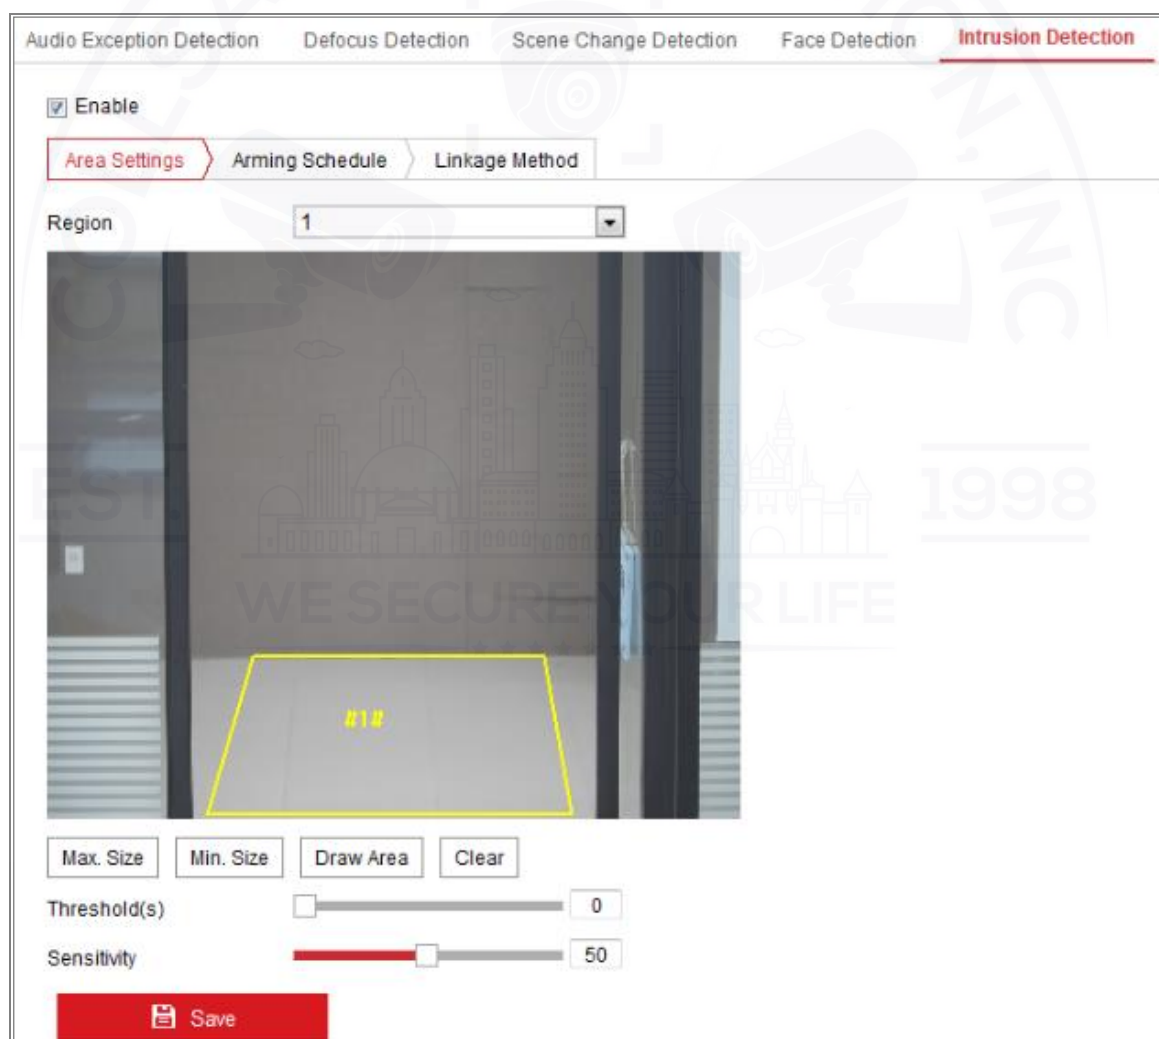 Audio Exception Detection Defocus Detection Scene Change Detection Face Detection Intrusion Detection
Enable
Area Settings Arming Schedule Linkage Method
Region 1
EST. 1998
WE SECURE YOUR LIFE
#1#
Max. Size Min. Size Draw Area Clear
Threshold(s) 0
Sensitivity 50
Save